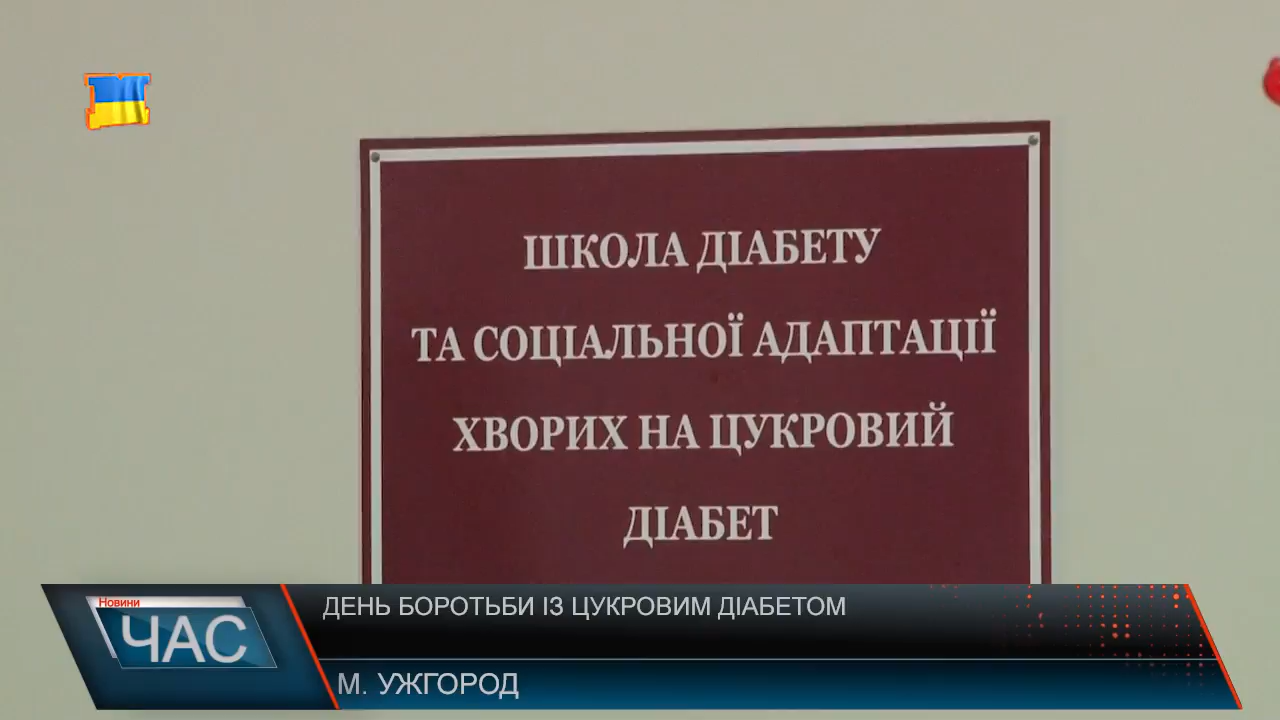 ШКОЛА ДІАБЕТУ
ТА СОЦІАЛЬНОЇ АДАПТАЦІЇ
ХВОРИХ НА ЦУКРОВИЙ
ДІАБЕТ
Новини
ЧАС
ДЕНЬ БОРОТЬБИ ІЗ ЦУКРОВИМ ДІАБЕТОМ
М. УЖГОРОД